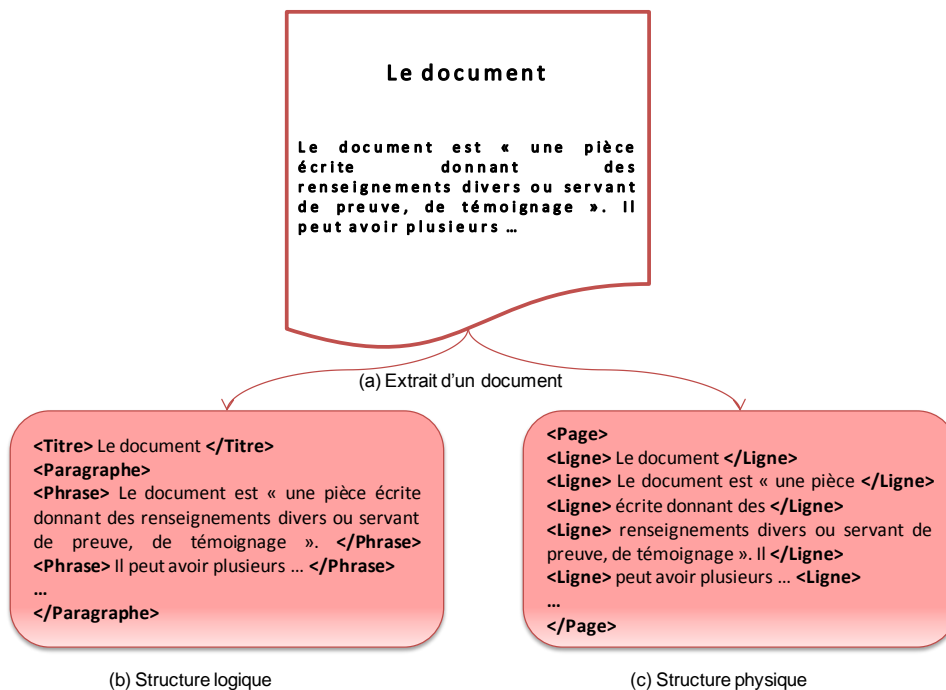 Le document
Le document est « une pièce
écrite donnant des
renseignements divers ou servant
de preuve, de témoignage ». Il
peut avoir plusieurs …
(a) Extrait d'un document
<Titre> Le document </Titre>
<Paragraphe>
<Phrase> Le document est « une pièce écrite
donnant des renseignements divers ou servant
de preuve, de témoignage ». </Phrase>
<Phrase> Il peut avoir plusieurs … </Phrase>
…
</Paragraphe>
(b) Structure logique
<Page>
<Ligne> Le document </Ligne>
<Ligne> Le document est « une pièce </Ligne>
<Ligne> écrite donnant des </Ligne>
<Ligne> renseignements divers ou servant de
preuve, de témoignage ». Il </Ligne>
<Ligne> peut avoir plusieurs … <Ligne>
…
</Page>
(c) Structure physique